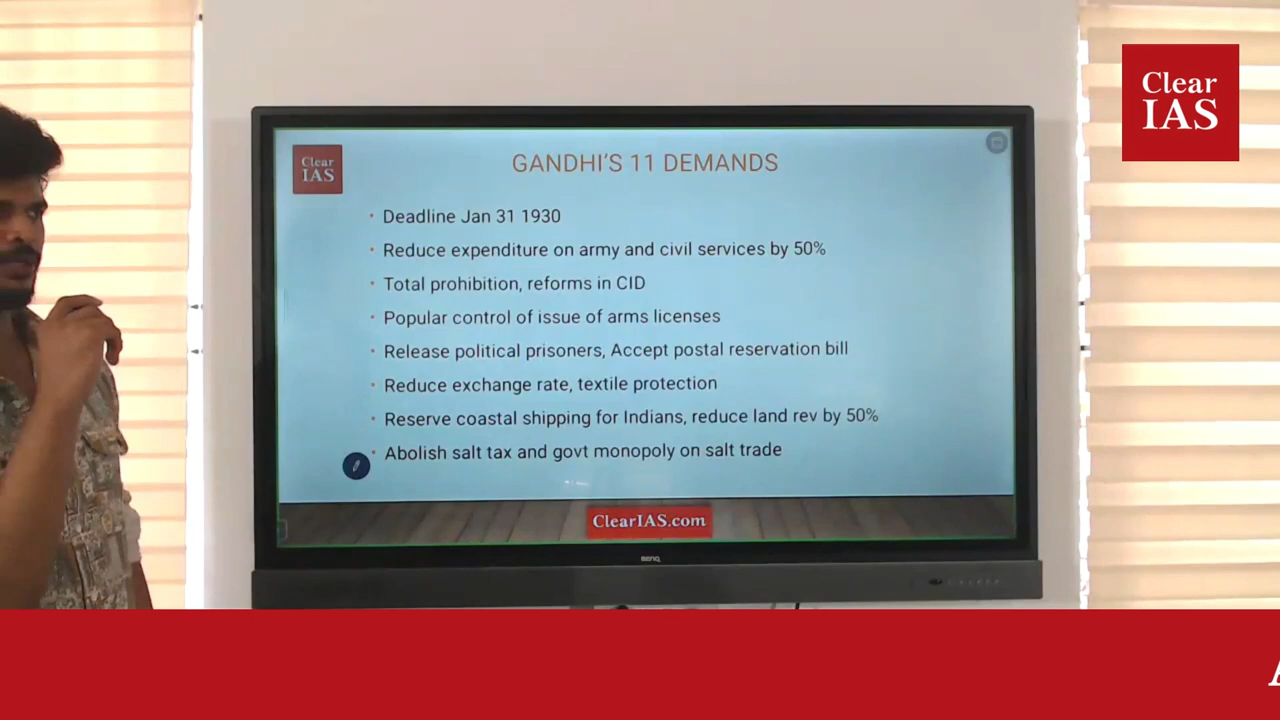 Clear
IAS
Clear
IAS
GANDHI'S 11 DEMANDS
• Deadline Jan 31 1930
• Reduce expenditure on army and civil services by 50%
• Total prohibition, reforms in CID
• Popular control of issue of arms licenses
• Release political prisoners, Accept postal reservation bill
• Reduce exchange rate, textile protection
• Reserve coastal shipping for Indians, reduce land rev by 50%
• Abolish salt tax and govt monopoly on salt trade
ClearIAS.com
BenQ